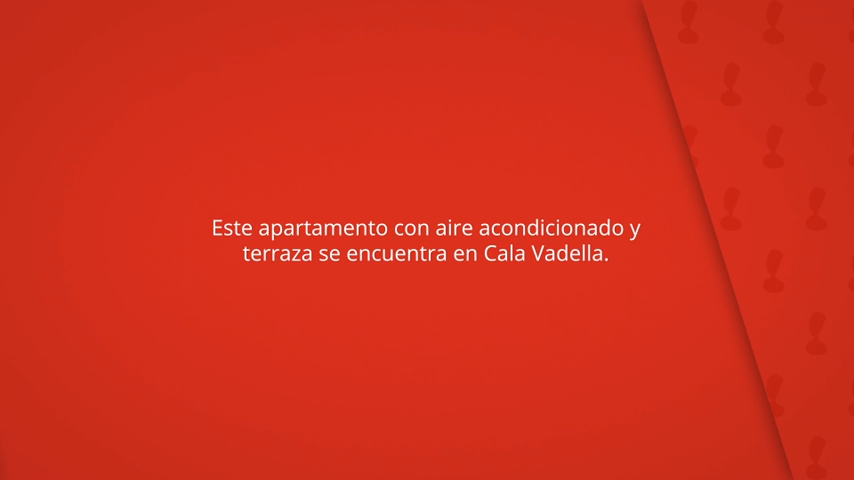 Este apartamento con aire acondicionado y
terraza se encuentra en Cala Vadella.